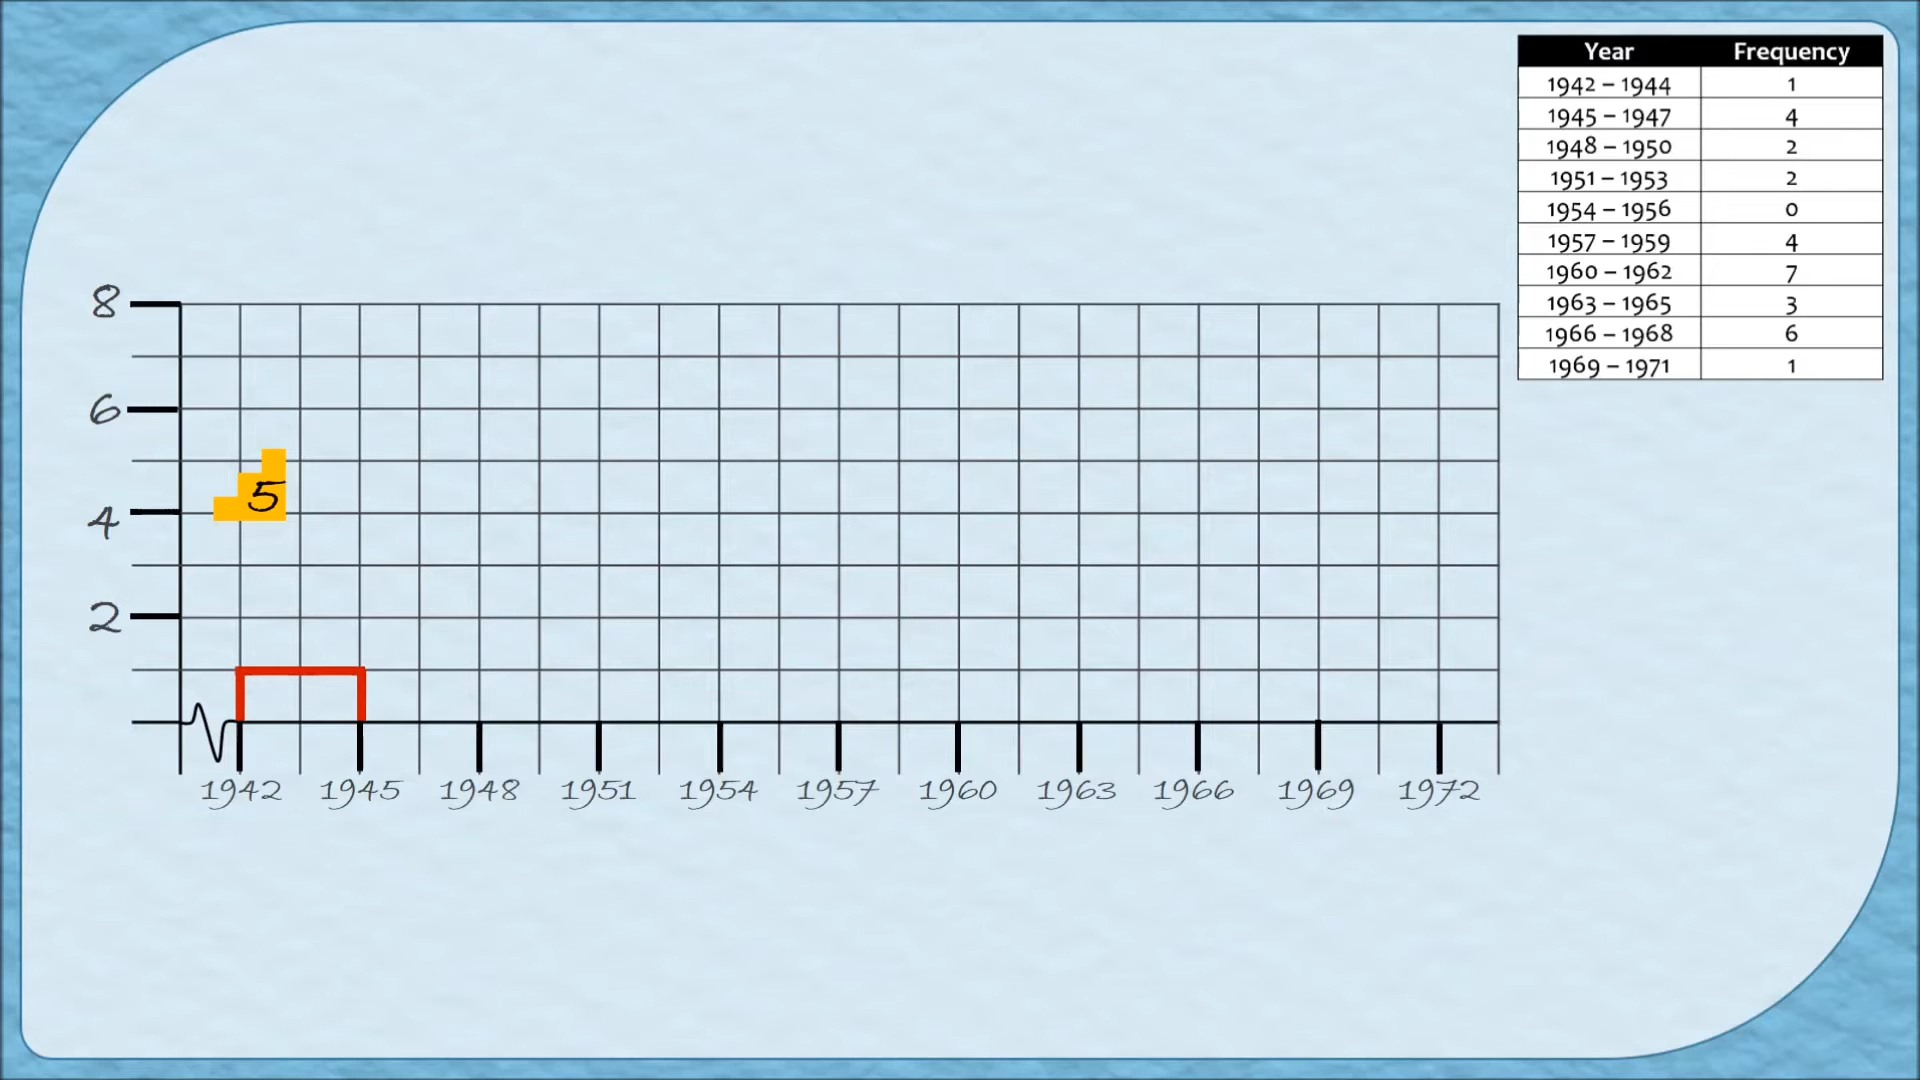 Year Frequency
1942 – 1944 1
1945 – 1947 4
1948 – 1950 2
1951 – 1953 2
1954 – 1956 0
1957 – 1959 4
1960 – 1962 7
1963 – 1965 3
1966 – 1968 6
1969 – 1971 1
8
6
5
4
2
1942 1945 1948 1951 1954 1957 1960 1963 1966 1969 1972